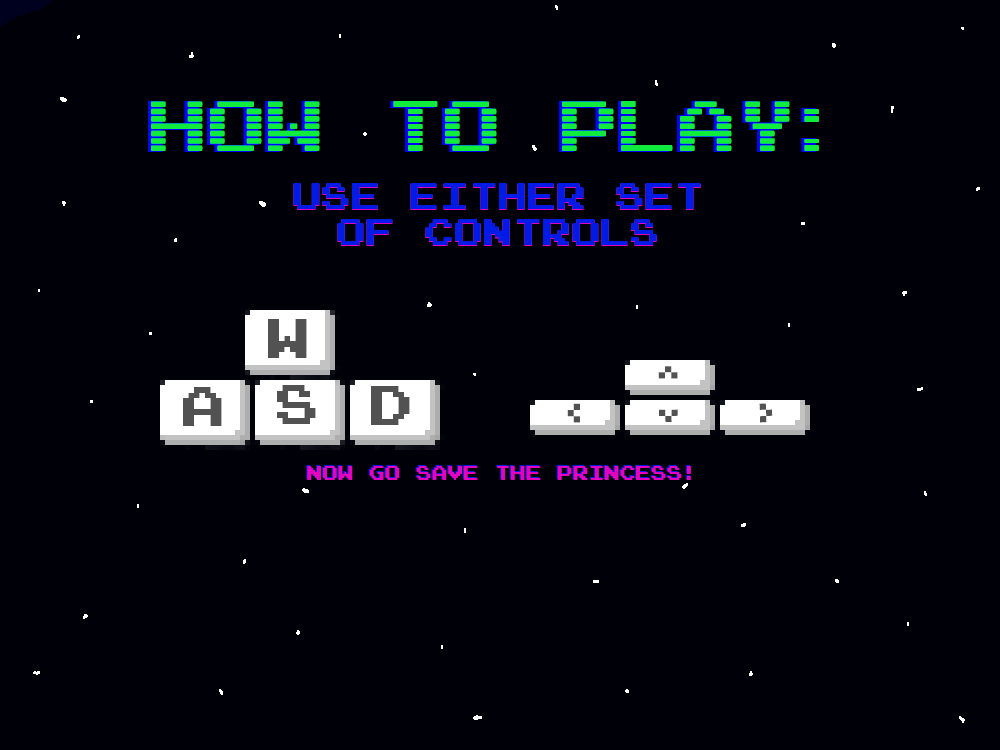 HOW TO PLAY:
USE EITHER SET
OF CONTROLS
W
A S D
^
< v >
NOW GO SAVE THE PRINCESS!